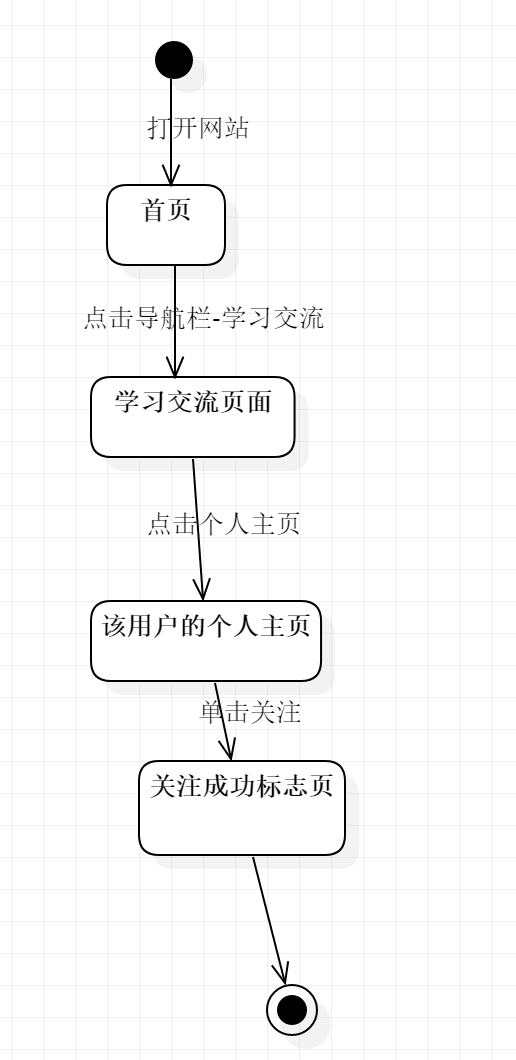 打开网站
首页
点击导航栏-学习交流
学习交流页面
点击个人主页
该用户的个人主页
单击关注
关注成功标志页